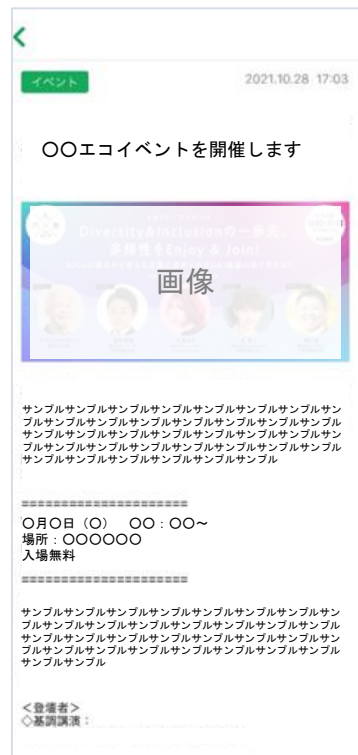 イベント
2021.10.28 17:03
〇〇エコイベントを開催します
Diversity&Inclusionの一歩先、
多様性をEnjoy & Join!
画像
サンプルサンプルサンプルサンプルサンプルサンプルサンプルサン
プルサンプルサンプルサンプルサンプルサンプルサンプルサンプル
サンプルサンプルサンプルサンプルサンプルサンプルサンプルサン
プルサンプルサンプルサンプルサンプルサンプルサンプルサンプル
サンプルサンプルサンプルサンプルサンプルサンプル
=====================
〇月〇日（〇）　〇〇：〇〇～
場所：〇〇〇〇〇〇
入場無料
=====================
サンプルサンプルサンプルサンプルサンプルサンプルサンプルサン
プルサンプルサンプルサンプルサンプルサンプルサンプルサンプル
サンプルサンプルサンプルサンプルサンプルサンプルサンプルサン
プルサンプルサンプルサンプルサンプルサンプルサンプルサンプル
サンプルサンプル
＜登壇者＞
◇基調講演：